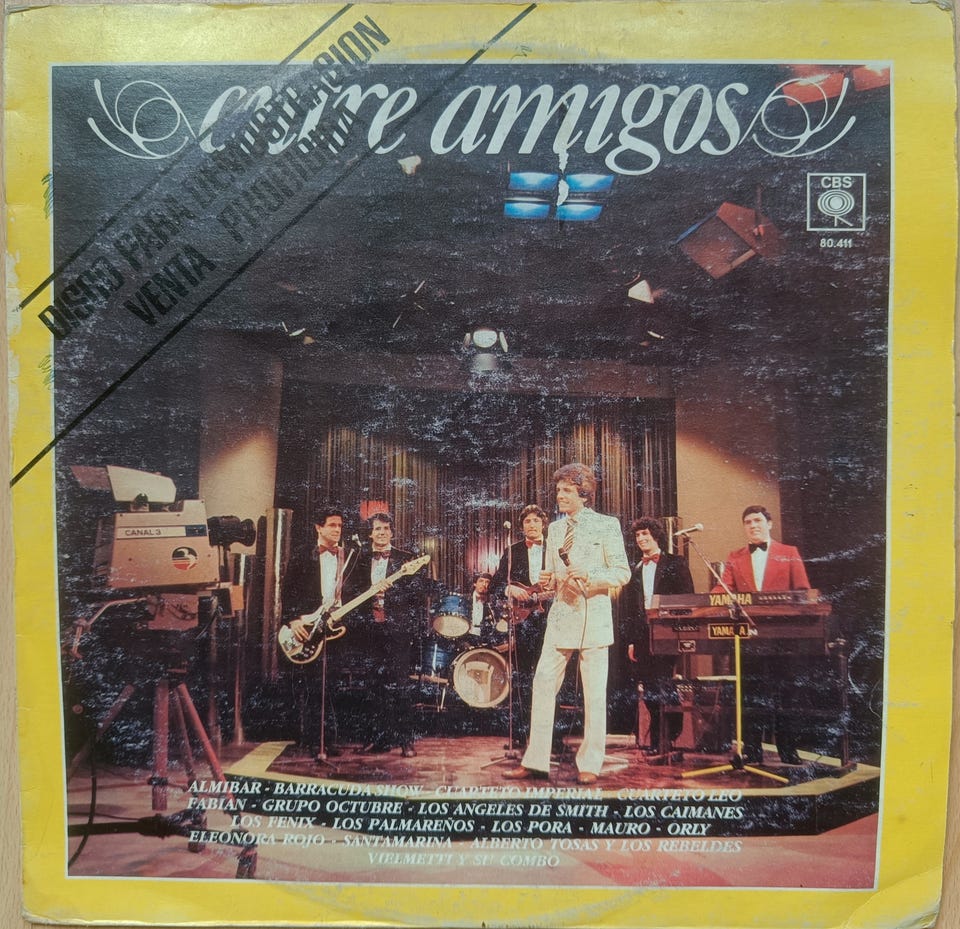 entre amigos
DISCO PARA DEMOSTRACION
VENTA PROHIBIDA
CBS
80.411
CANAL 3
YAMAHA
YAMAHA
ALMIBAR - BARRACUDA SHOW - CUARTETO IMPERIAL - CUARTETO LEO
FABIAN - GRUPO OCTUBRE - LOS ANGELES DE SMITH - LOS CAIMANES
LOS FENIX - LOS PALMAREÑOS - LOS PORA - MAURO - ORLY
ELEONORA ROJO - SANTAMARINA - ALBERTO TOSAS Y LOS REBELDES
VIELMETTI Y SU COMBO